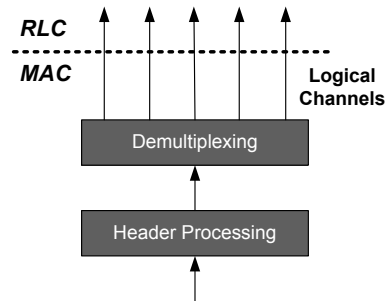 RLC
MAC
Logical
Channels
Demultiplexing
Header Processing